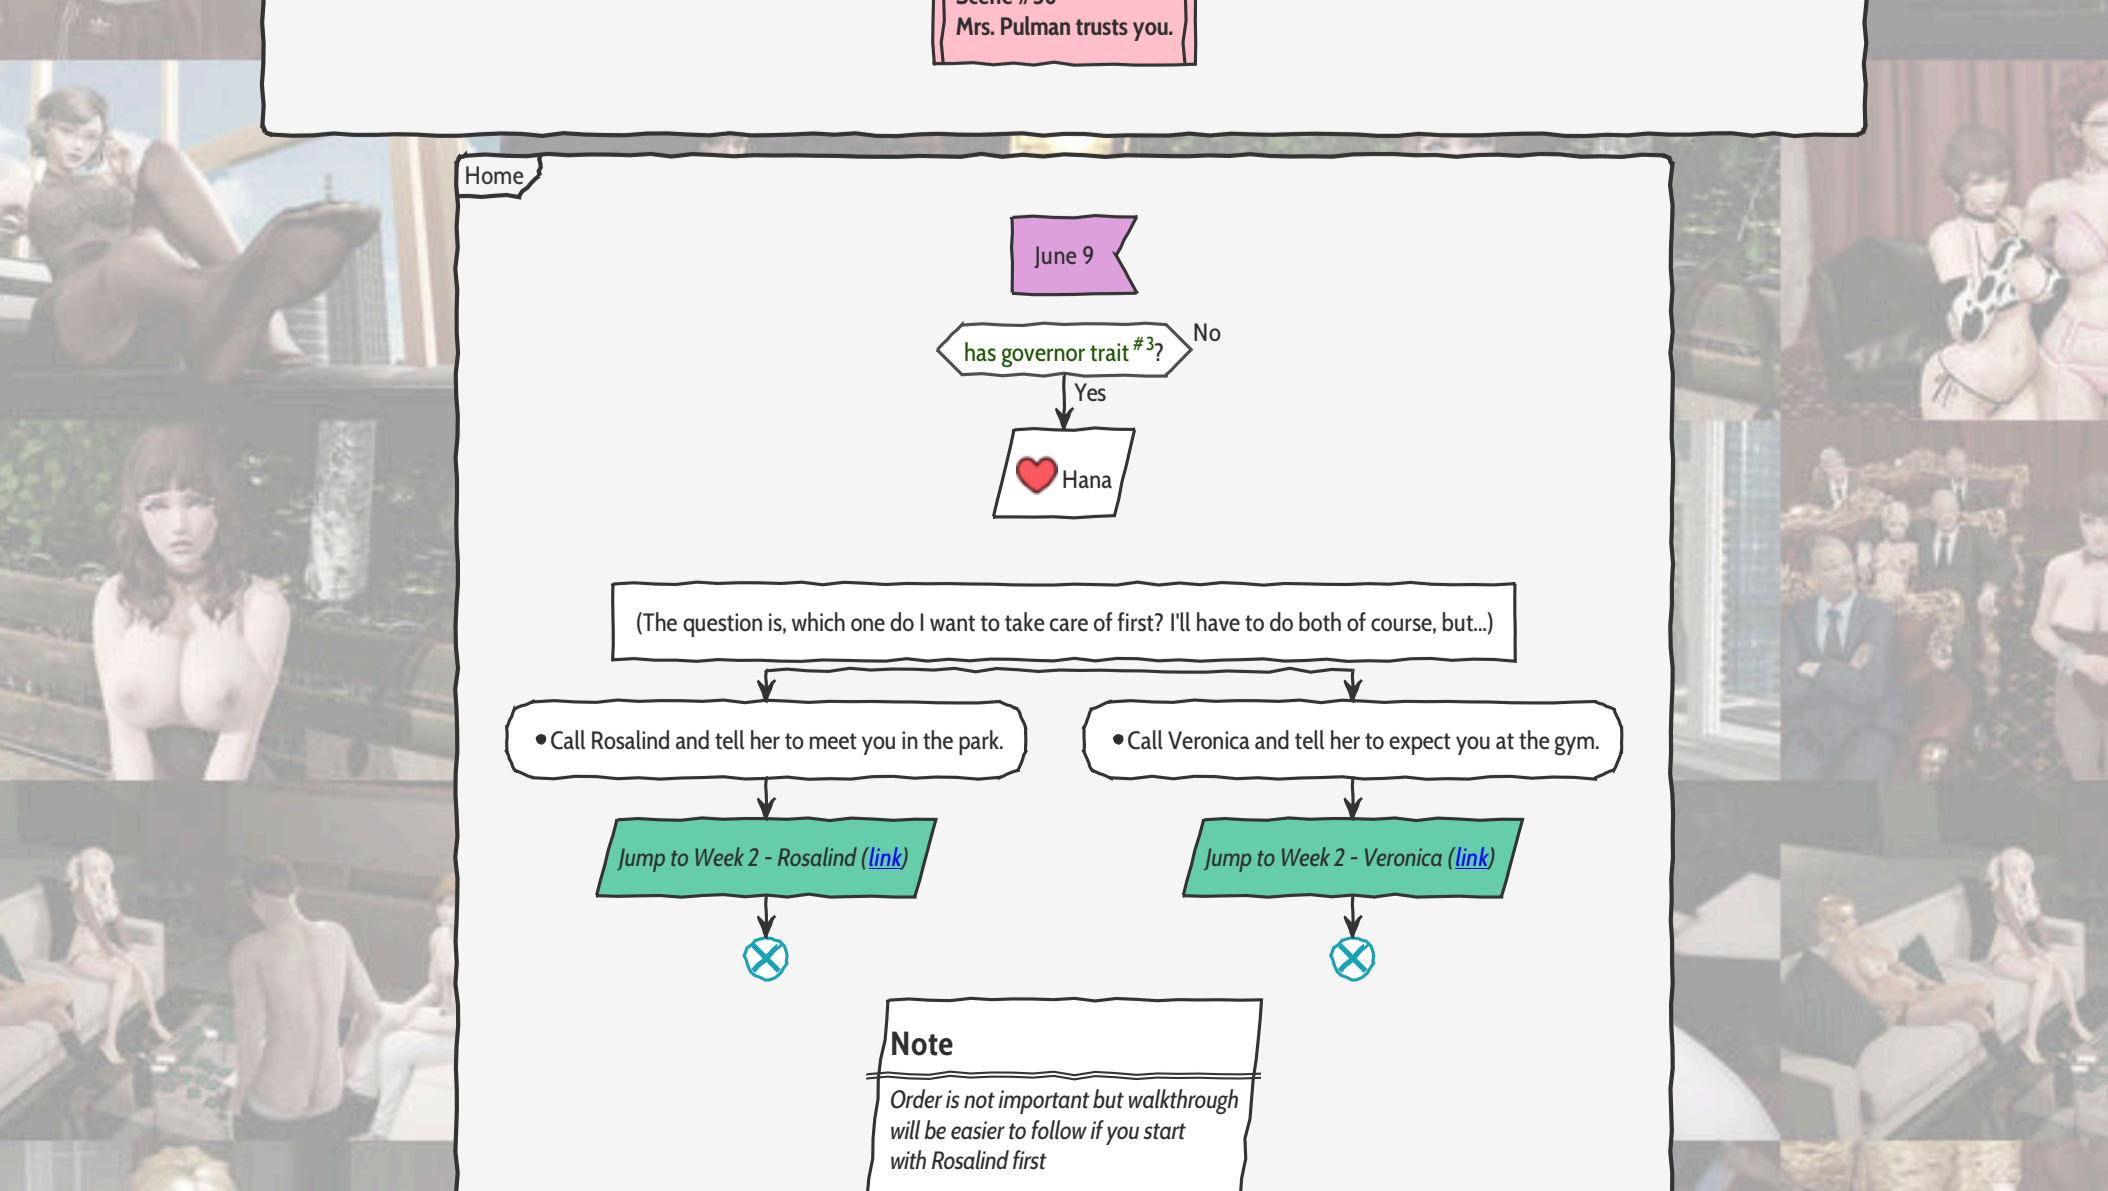 Scene #36
Mrs. Pulman trusts you.
Home
June 9
has governor trait #3?
No
Yes
Hana
(The question is, which one do I want to take care of first? I'll have to do both of course, but...)
•Call Rosalind and tell her to meet you in the park.
•Call Veronica and tell her to expect you at the gym.
Jump to Week 2 - Rosalind (link)
Jump to Week 2 - Veronica (link)
Note
Order is not important but walkthrough
will be easier to follow if you start
with Rosalind first